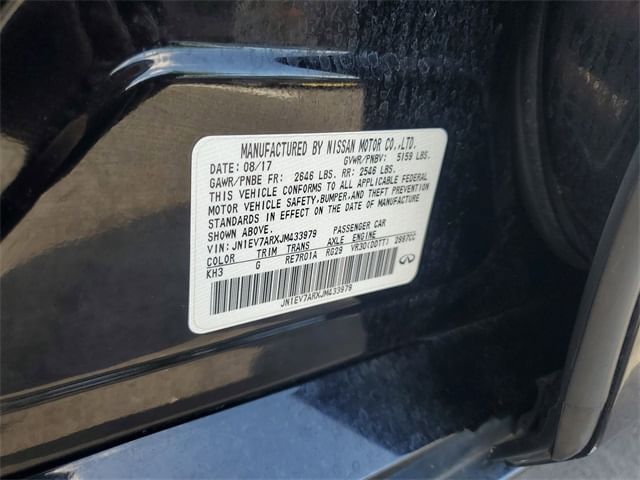 MANUFACTURED BY NISSAN MOTOR CO.,LTD.
DATE: 08/17 GVWR/PNBV: 5159 LBS.
GAWR/PNBE FR: 2646 LBS. RR: 2546 LBS.
THIS VEHICLE CONFORMS TO ALL APPLICABLE FEDERAL
MOTOR VEHICLE SAFETY,BUMPER,AND THEFT PREVENTION
STANDARDS IN EFFECT ON THE DATE OF MANUFACTURE
SHOWN ABOVE.
VIN: JN1EV7ARXJM433979 PASSENGER CAR
COLOR TRIM TRANS AXLE ENGINE
KH3 G RE7R01A RG29 VR30(DDTT) 2997CC
JN1EV7ARXJM433979